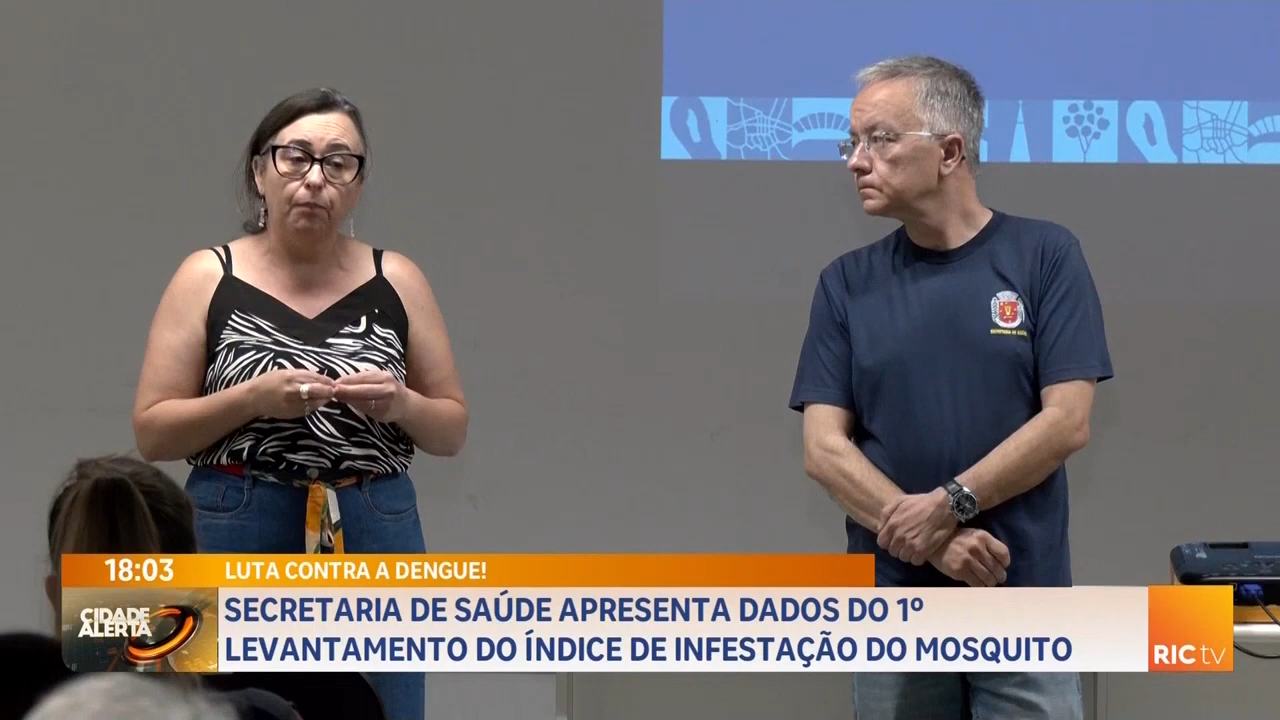 18:03
LUTA CONTRA A DENGUE!
CIDADE
ALERTA
SECRETARIA DE SAÚDE APRESENTA DADOS DO 1º
LEVANTAMENTO DO ÍNDICE DE INFESTAÇÃO DO MOSQUITO
RIC tv